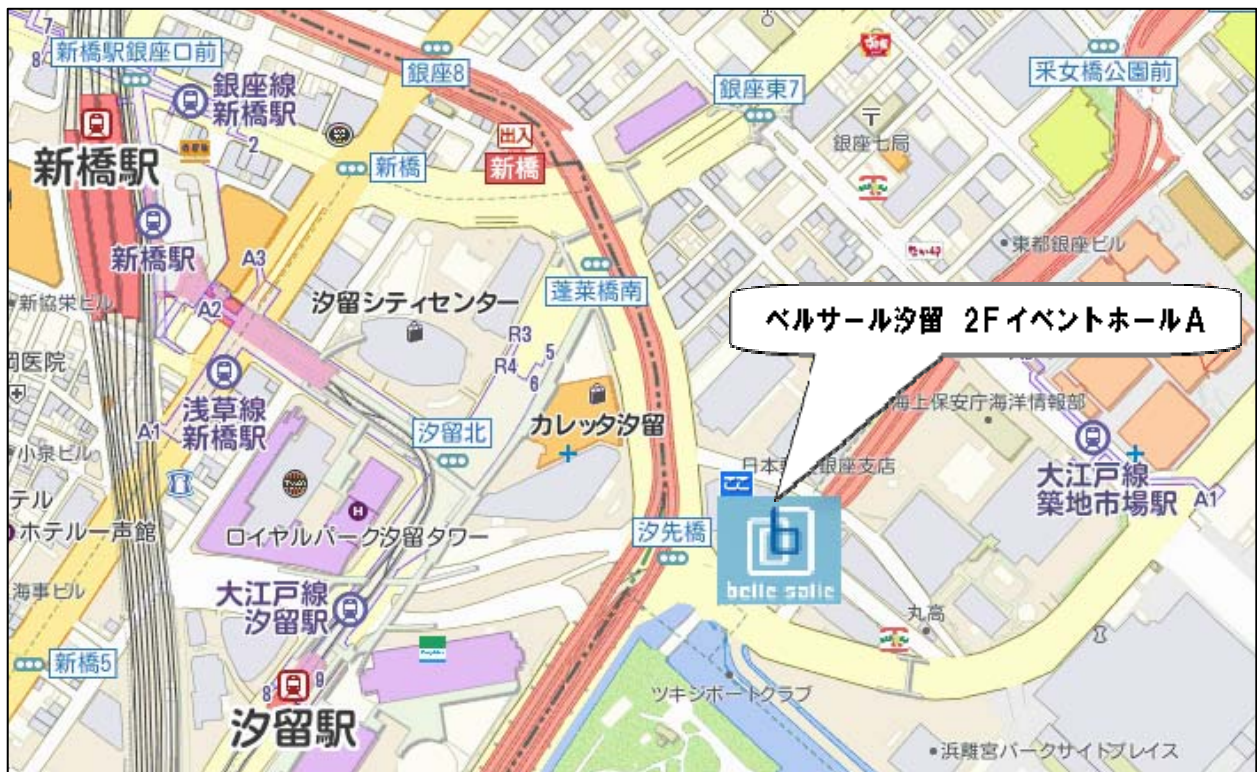 7
8
新橋駅銀座口前
銀座8
銀座東7
采女橋公園前
銀座線
新橋駅
2
新橋
出入
新橋
銀座七局
新橋駅
新橋駅
A3
A2
蓬莱橋南
東都銀座ビル
新協栄ビル
汐留シティセンター
ベルサール汐留 2FイベントホールA
R3
R4
5
6
岡医院
浅草線
新橋駅
A1
汐留北
カレッタ汐留
海上保安庁海洋情報部
小泉ビル
大江戸線
築地市場駅
A1
テル
ホテル一声館
ロイヤルパーク汐留タワー
汐先橋
belle salle
海事ビル
大江戸線
汐留駅
丸高
新橋5
8
9
汐留駅
ツキジボートクラブ
浜離宮パークサイドプレイス